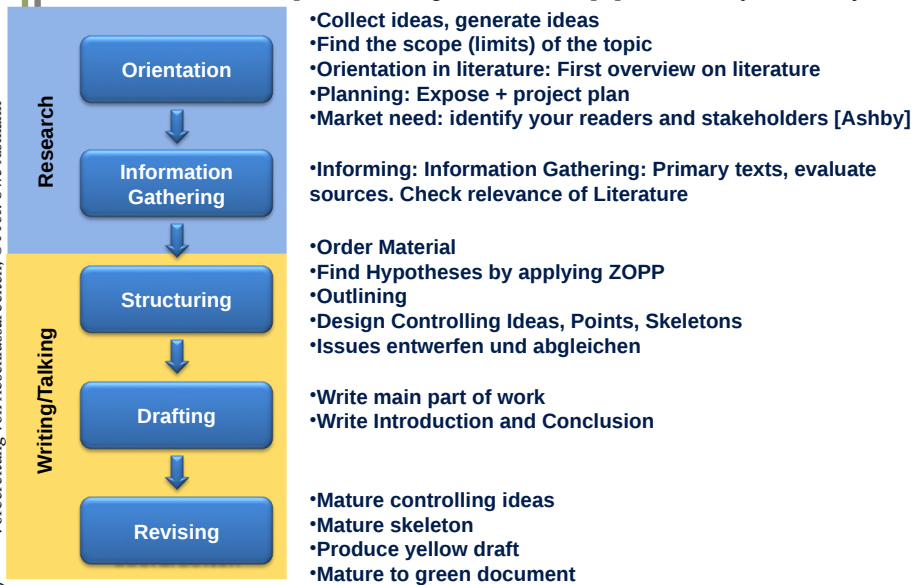 Research
Orientation
•Collect ideas, generate ideas
•Find the scope (limits) of the topic
•Orientation in literature: First overview on literature
•Planning: Expose + project plan
•Market need: identify your readers and stakeholders [Ashby]
Information
Gathering
•Informing: Information Gathering: Primary texts, evaluate
sources. Check relevance of Literature
Writing/Talking
Structuring
•Order Material
•Find Hypotheses by applying ZOPP
•Outlining
•Design Controlling Ideas, Points, Skeletons
•Issues entwerfen und abgleichen
Drafting
•Write main part of work
•Write Introduction and Conclusion
Revising
•Mature controlling ideas
•Mature skeleton
•Produce yellow draft
•Mature to green document